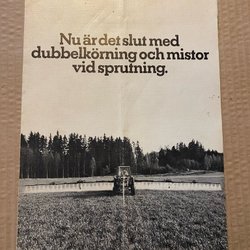 Nu är det slut med
dubbelkörning och mistor
vid sprutning.